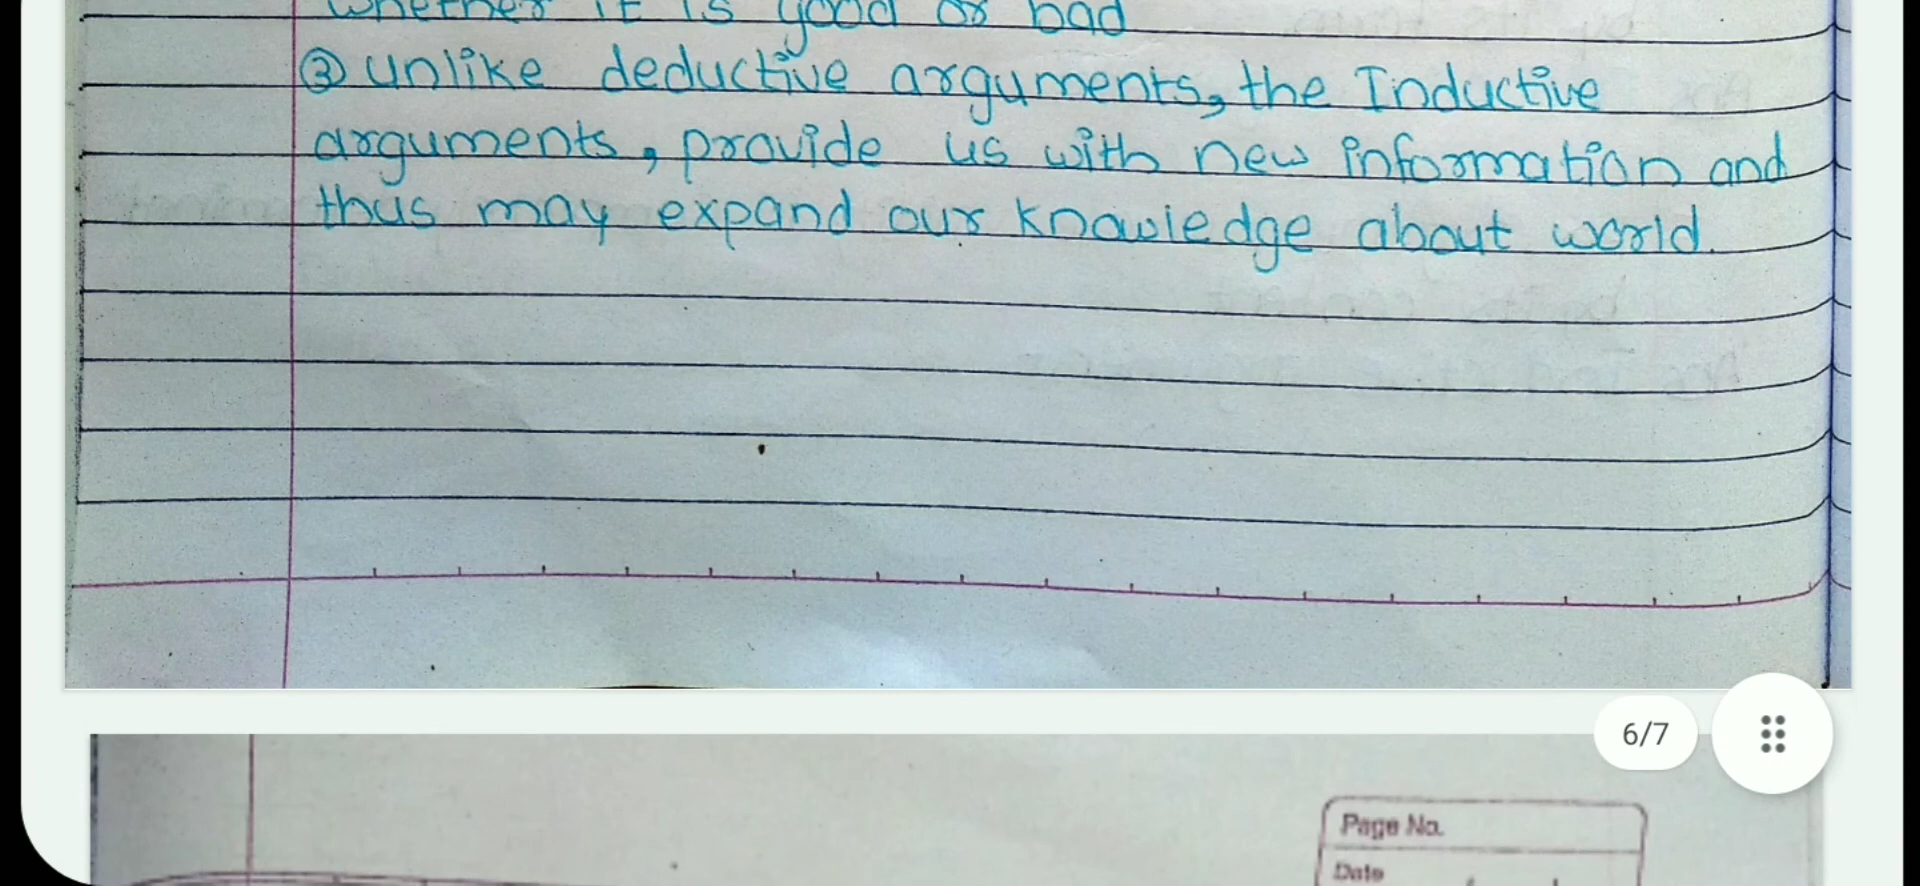 whether it is good or bad
③ unlike deductive arguments, the Inductive
arguments, provide us with new information and
thus may expand our knowledge about world.
6/7
Page No.
Date